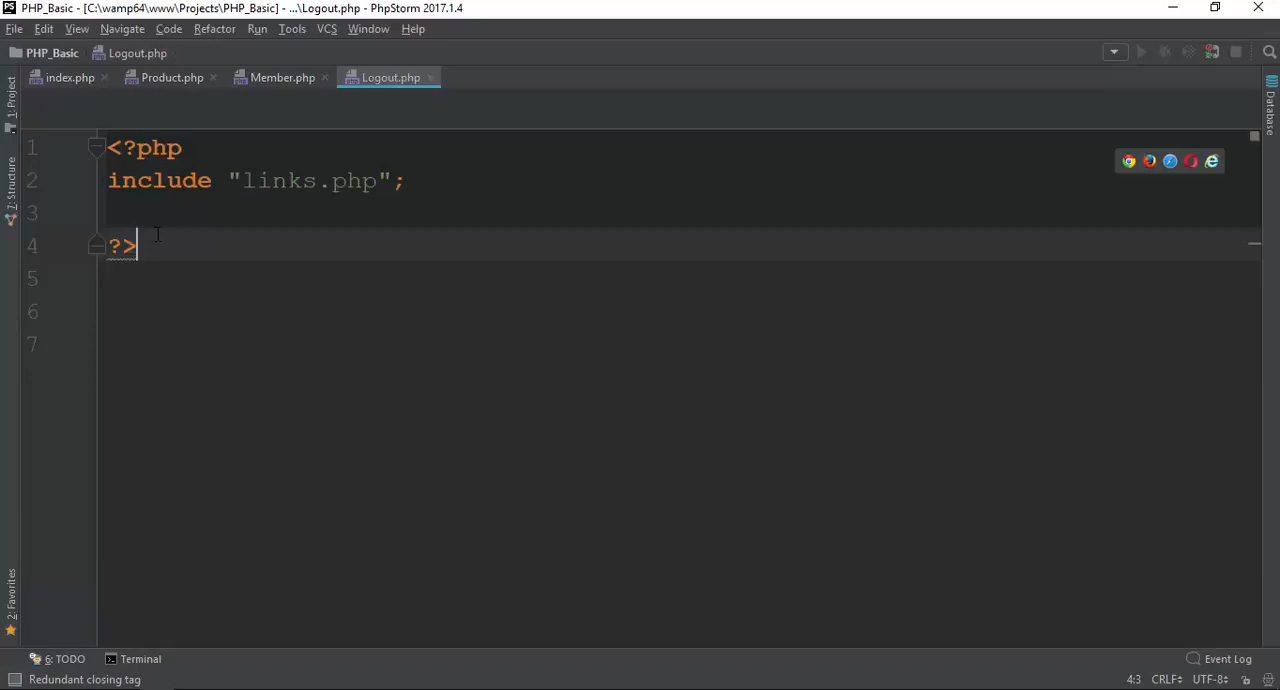 PHP_Basic - [C:\wamp64\www\Projects\PHP_Basic] - ...\Logout.php - PhpStorm 2017.1.4
File Edit View Navigate Code Refactor Run Tools VCS Window Help
PHP_Basic Logout.php
index.php Product.php Member.php Logout.php
1: Project
7: Structure
2: Favorites
Database
1 <?php
2 include "links.php";
3
4 ?>
5
6
7
6: TODO Terminal Event Log
Redundant closing tag 4:3 CRLF UTF-8